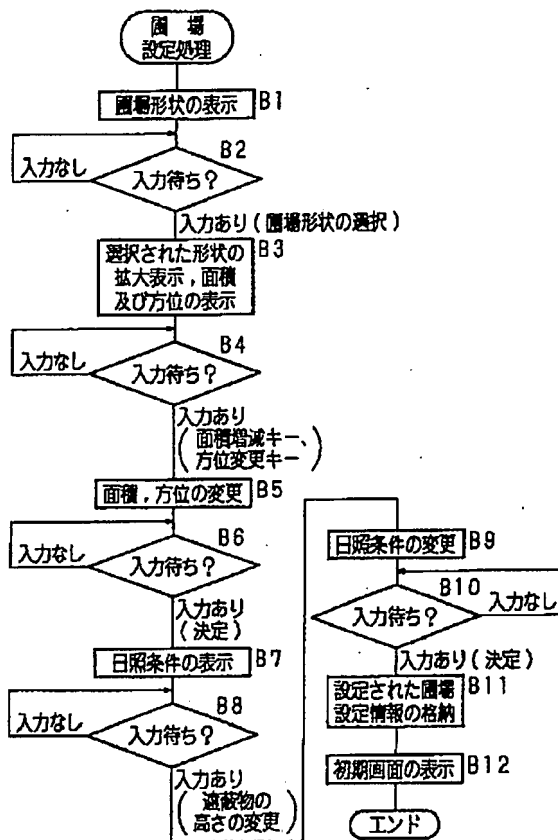 圃場
設定処理
圃場形状の表示 B1
B2
入力なし
入力待ち?
入力あり(圃場形状の選択)
選択された形状の B3
拡大表示,面積
及び方位の表示
B4
入力なし
入力待ち?
入力あり
(面積増減キー、
方位変更キー)
面積,方位の変更 B5
B6
入力なし
入力待ち?
入力あり
(決定)
日照条件の表示 B7
B8
入力なし
入力待ち?
入力あり
(遮蔽物の
高さの変更)
日照条件の変更 B9
B10
入力待ち?
入力なし
入力あり(決定)
設定された圃場 B11
設定情報の格納
初期画面の表示 B12
エンド